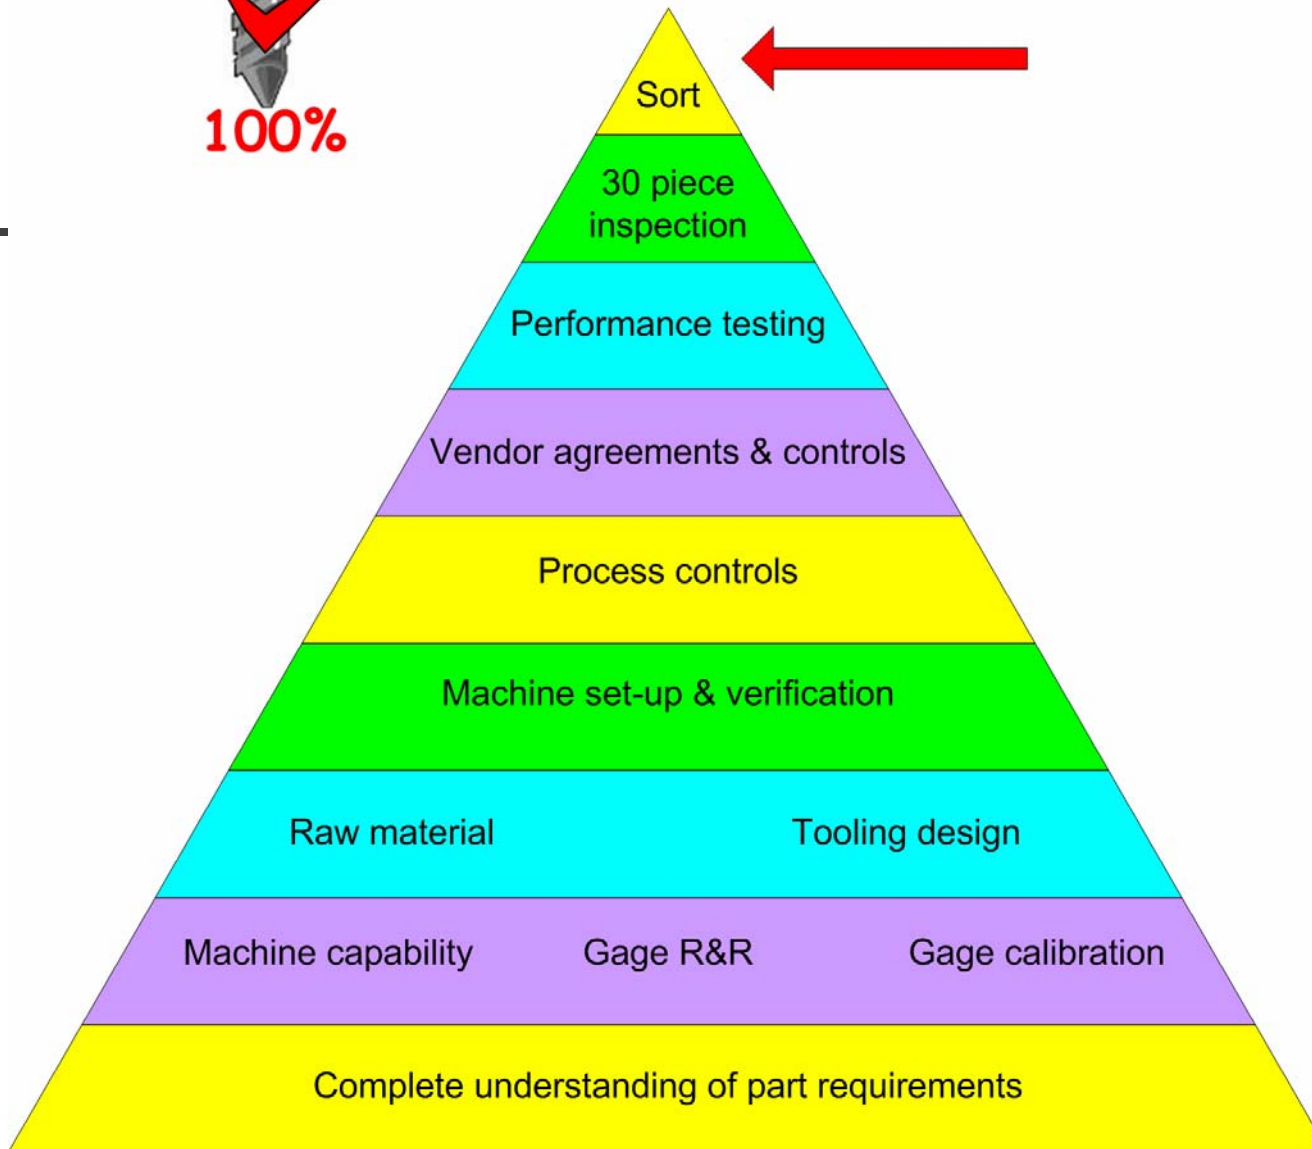 100%
Sort
30 piece
inspection
Performance testing
Vendor agreements & controls
Process controls
Machine set-up & verification
Raw material Tooling design
Machine capability Gage R&R Gage calibration
Complete understanding of part requirements